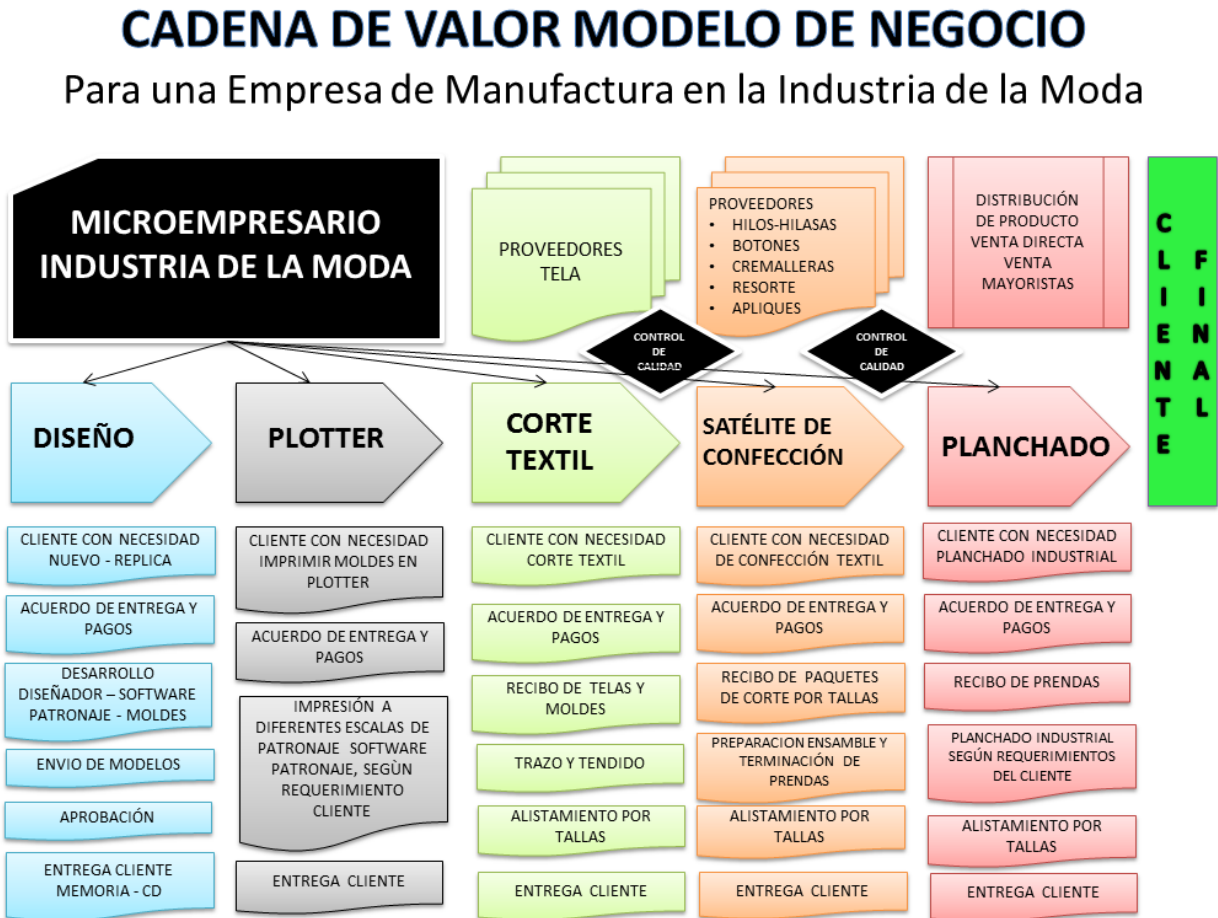 CADENA DE VALOR MODELO DE NEGOCIO
Para una Empresa de Manufactura en la Industria de la Moda
MICROEMPRESARIO
INDUSTRIA DE LA MODA
PROVEEDORES
TELA
PROVEEDORES
• HILOS-HILASAS
• BOTONES
• CREMALLERAS
• RESORTE
• APLIQUES
DISTRIBUCIÓN
DE PRODUCTO
VENTA DIRECTA
VENTA
MAYORISTAS
CLIENTE
FINAL
CONTROL
DE
CALIDAD
CONTROL
DE
CALIDAD
DISEÑO
PLOTTER
CORTE
TEXTIL
SATÉLITE DE
CONFECCIÓN
PLANCHADO
CLIENTE CON NECESIDAD
NUEVO - REPLICA
ACUERDO DE ENTREGA Y
PAGOS
DESARROLLO
DISEÑADOR – SOFTWARE
PATRONAJE - MOLDES
ENVIO DE MODELOS
APROBACIÓN
ENTREGA CLIENTE
MEMORIA - CD
CLIENTE CON NECESIDAD
IMPRIMIR MOLDES EN
PLOTTER
ACUERDO DE ENTREGA Y
PAGOS
IMPRESIÓN A
DIFERENTES ESCALAS DE
PATRONAJE SOFTWARE
PATRONAJE, SEGÙN
REQUERIMIENTO
CLIENTE
ENTREGA CLIENTE
CLIENTE CON NECESIDAD
CORTE TEXTIL
ACUERDO DE ENTREGA Y
PAGOS
RECIBO DE TELAS Y
MOLDES
TRAZO Y TENDIDO
ALISTAMIENTO POR
TALLAS
ENTREGA CLIENTE
CLIENTE CON NECESIDAD
DE CONFECCIÓN TEXTIL
ACUERDO DE ENTREGA Y
PAGOS
RECIBO DE PAQUETES
DE CORTE POR TALLAS
PREPARACION ENSAMBLE Y
TERMINACIÓN DE
PRENDAS
ALISTAMIENTO POR
TALLAS
ENTREGA CLIENTE
CLIENTE CON NECESIDAD
PLANCHADO INDUSTRIAL
ACUERDO DE ENTREGA Y
PAGOS
RECIBO DE PRENDAS
PLANCHADO INDUSTRIAL
SEGÚN REQUERIMIENTOS
DEL CLIENTE
ALISTAMIENTO POR
TALLAS
ENTREGA CLIENTE